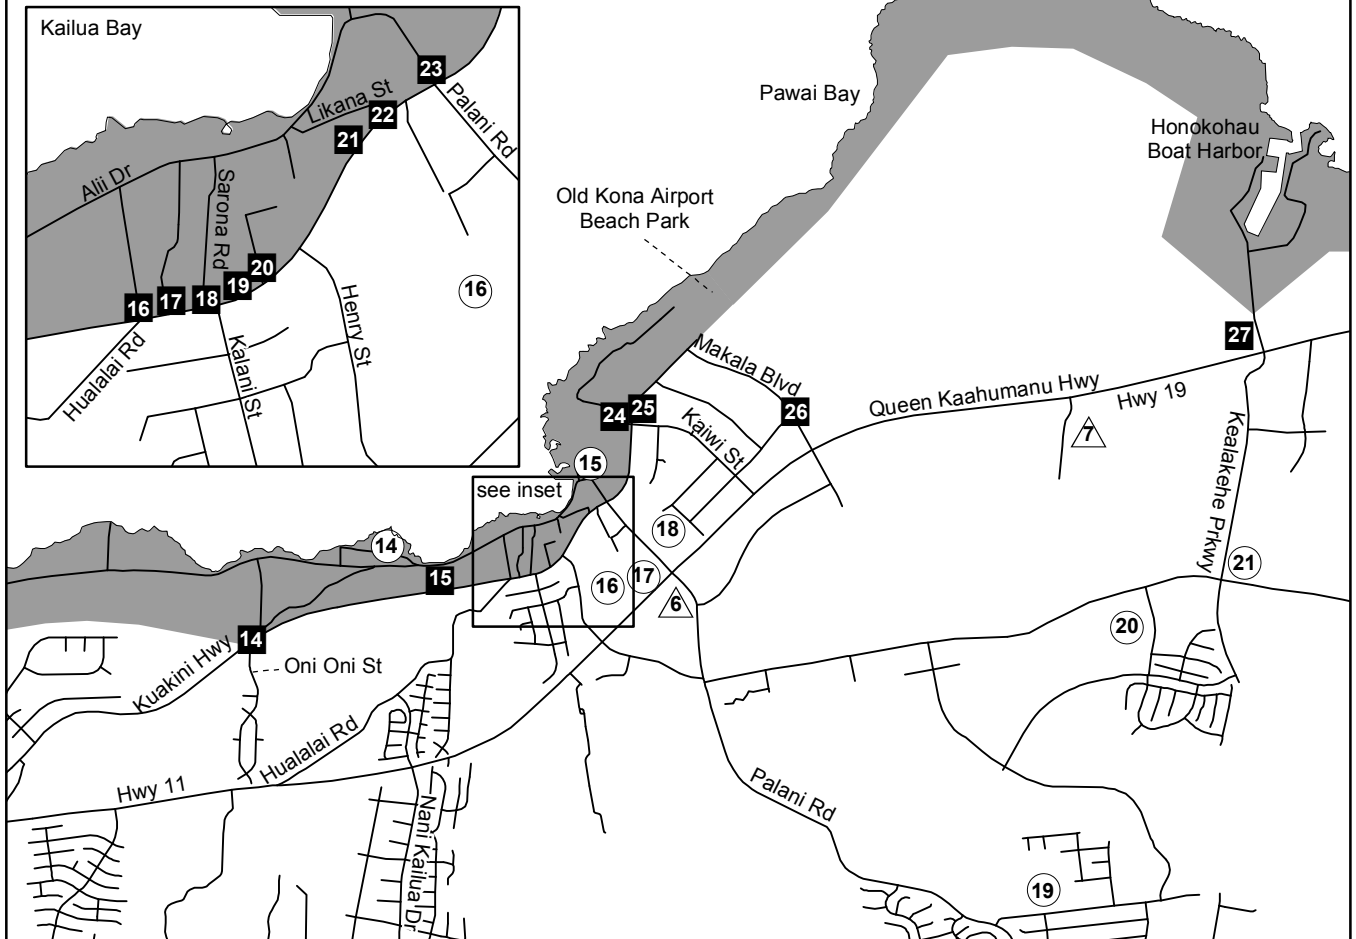 Kailua Bay
23
Likana St
22
Palani Rd
21
Alii Dr
Sarona Rd
20
19
16
17
18
16
Henry St
Hualalai Rd
Kalani St
Pawai Bay
Honokohau
Boat Harbor
Old Kona Airport
Beach Park
27
Makala Blvd
Queen Kaahumanu Hwy
Hwy 19
24
25
26
Kaiwi St
7
Kealakehe Prkwy
15
see inset
18
14
15
16
17
6
21
20
14
Kuakini Hwy
Oni Oni St
Hualalai Rd
Hwy 11
Nani Kailua Dr
Palani Rd
19